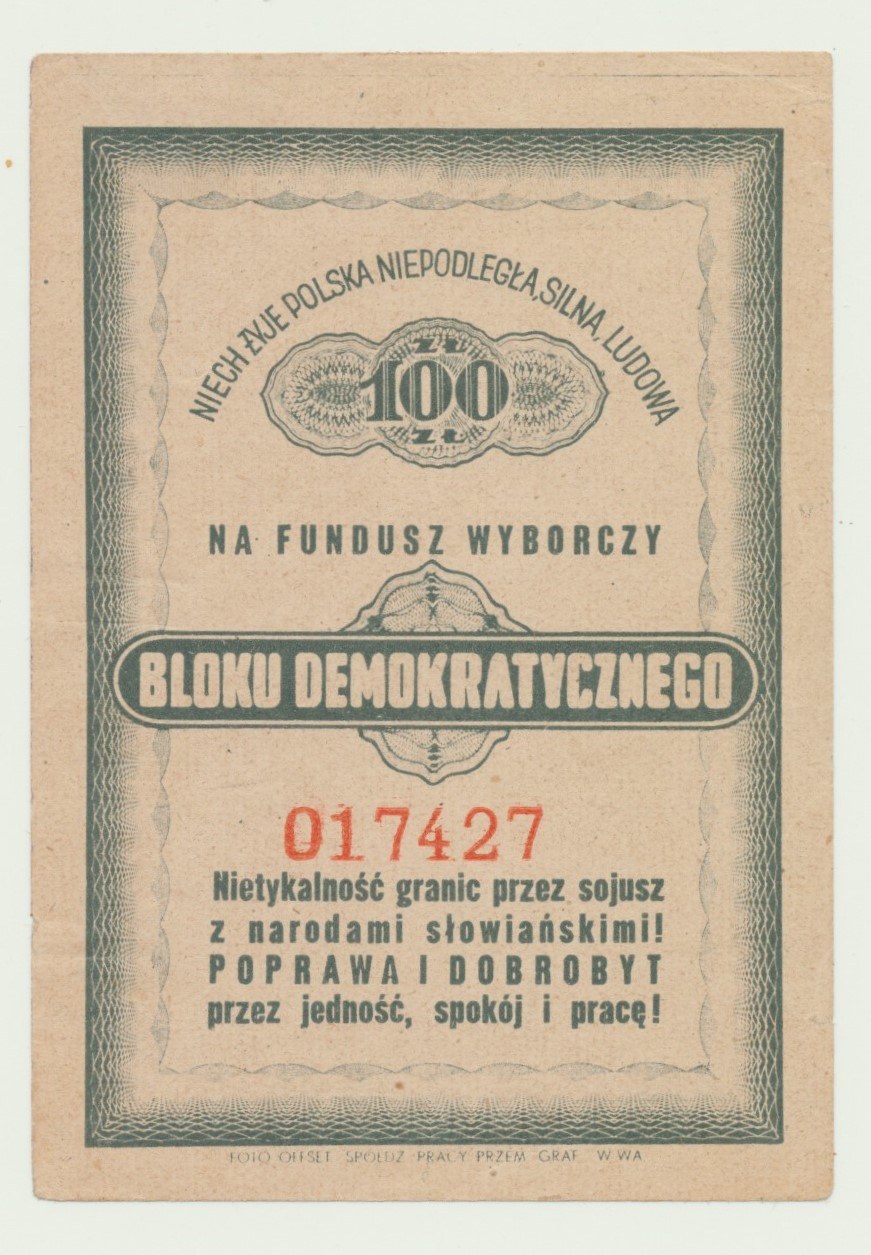 NIECH ŻYJE POLSKA NIEPODLEGŁA, SILNA, LUDOWA
ZŁ
100
ZŁ
NA FUNDUSZ WYBORCZY
BLOKU DEMOKRATYCZNEGO
017427
Nietykalność granic przez sojusz
z narodami słowiańskimi!
POPRAWA I DOBROBYT
przez jedność, spokój i pracę!
FOTO OFFSET SPÓŁDZ PRACY PRZEM GRAF W WA